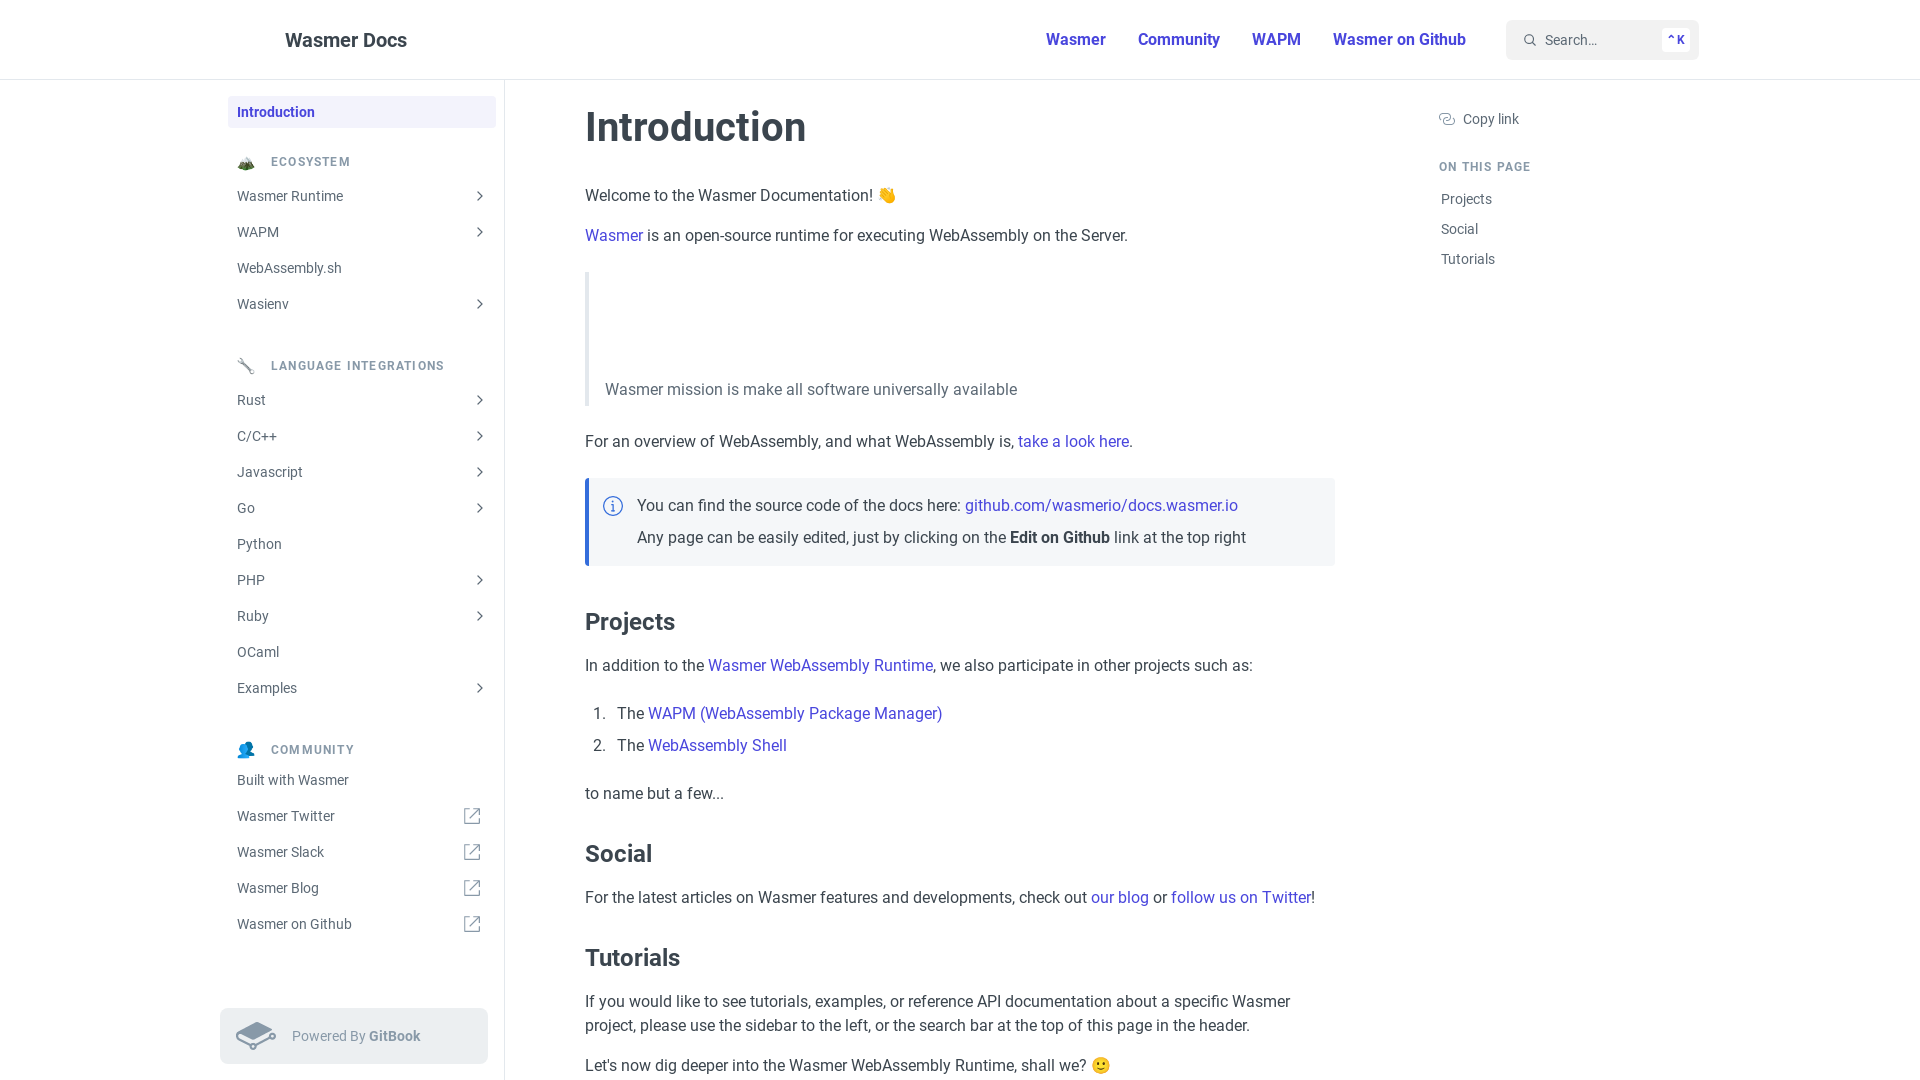 Wasmer Docs
Wasmer
Community
WAPM
Wasmer on Github
Search…
⌃K
Introduction
ECOSYSTEM
Wasmer Runtime
WAPM
WebAssembly.sh
Wasienv
LANGUAGE INTEGRATIONS
Rust
C/C++
Javascript
Go
Python
PHP
Ruby
OCaml
Examples
COMMUNITY
Built with Wasmer
Wasmer Twitter
Wasmer Slack
Wasmer Blog
Wasmer on Github
Powered By GitBook
Introduction
Welcome to the Wasmer Documentation! 👋
Wasmer is an open-source runtime for executing WebAssembly on the Server.
Wasmer mission is make all software universally available
For an overview of WebAssembly, and what WebAssembly is, take a look here.
You can find the source code of the docs here: github.com/wasmerio/docs.wasmer.io
Any page can be easily edited, just by clicking on the Edit on Github link at the top right
Projects
In addition to the Wasmer WebAssembly Runtime, we also participate in other projects such as:
1. The WAPM (WebAssembly Package Manager)
2. The WebAssembly Shell
to name but a few...
Social
For the latest articles on Wasmer features and developments, check out our blog or follow us on Twitter!
Tutorials
If you would like to see tutorials, examples, or reference API documentation about a specific Wasmer
project, please use the sidebar to the left, or the search bar at the top of this page in the header.
Let's now dig deeper into the Wasmer WebAssembly Runtime, shall we? 🙂
Copy link
ON THIS PAGE
Projects
Social
Tutorials